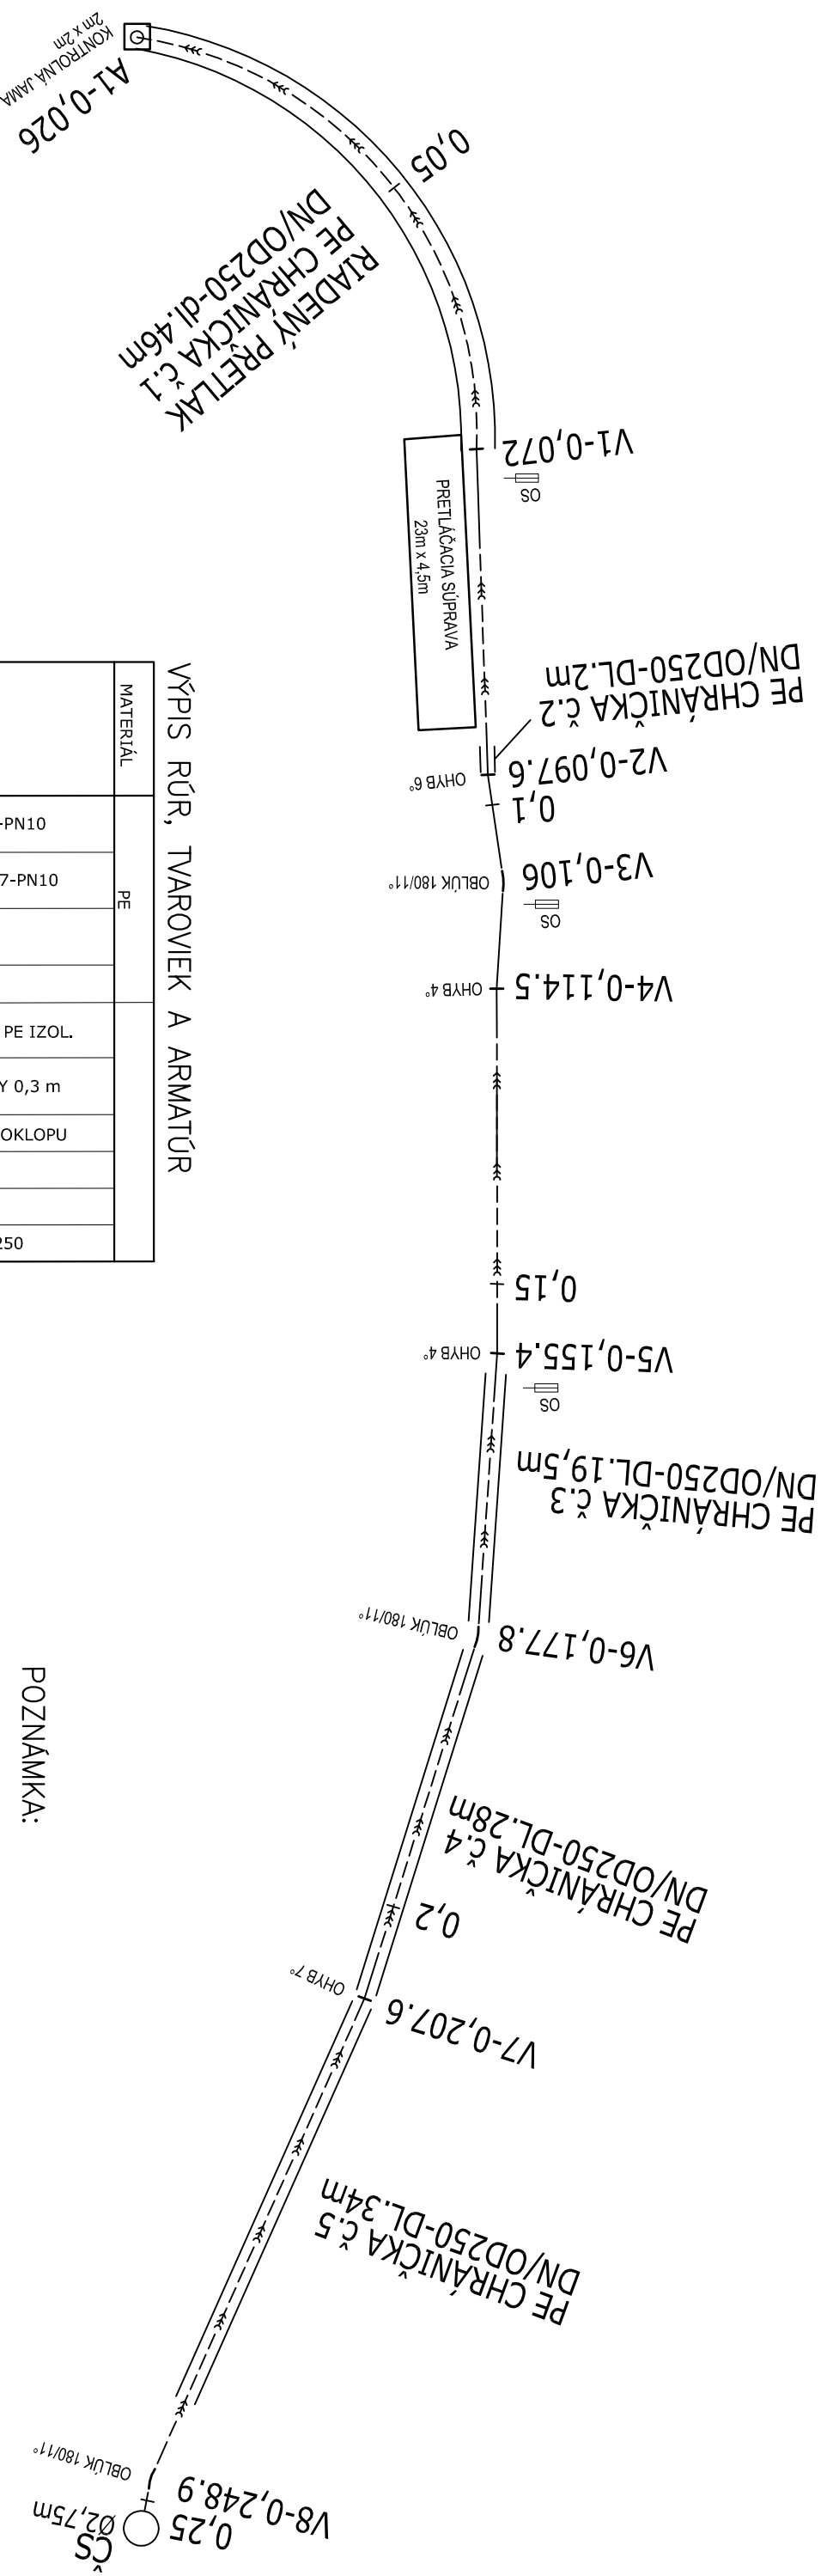 KONTROLNÁ JAMA
2m x 2m
A1-0,026
0,05
RIADENÝ PRETLAK
PE CHRÁNIČKA č.1
DN/OD250-dl.46m
V1-0,072
OS
PRETLÁČACIA SÚPRAVA
23m x 4,5m
PE CHRÁNIČKA č.2
DN/OD250-DL.2m
V2-0,097.6
OHYB 6°
0,1
V3-0,106
OBLÚK 180/11°
OS
V4-0,114.5
OHYB 4°
0,15
V5-0,155.4
OHYB 4°
OS
PE CHRÁNIČKA č.3
DN/OD250-DL.19,5m
V6-0,177.8
OBLÚK 180/11°
PE CHRÁNIČKA č.4
DN/OD250-DL.28m
0,2
OHYB 7°
V7-0,207.6
PE CHRÁNIČKA č.5
DN/OD250-DL.34m
OBLÚK 180/11°
V8-0,248.9
0,25
ČS
Ø2,75m
VÝPIS RÚR, TVAROVIEK A ARMATÚR
MATERIÁL
PE
-PN10
7-PN10
PE IZOL.
Y 0,3 m
OKLOPU
250
POZNÁMKA: